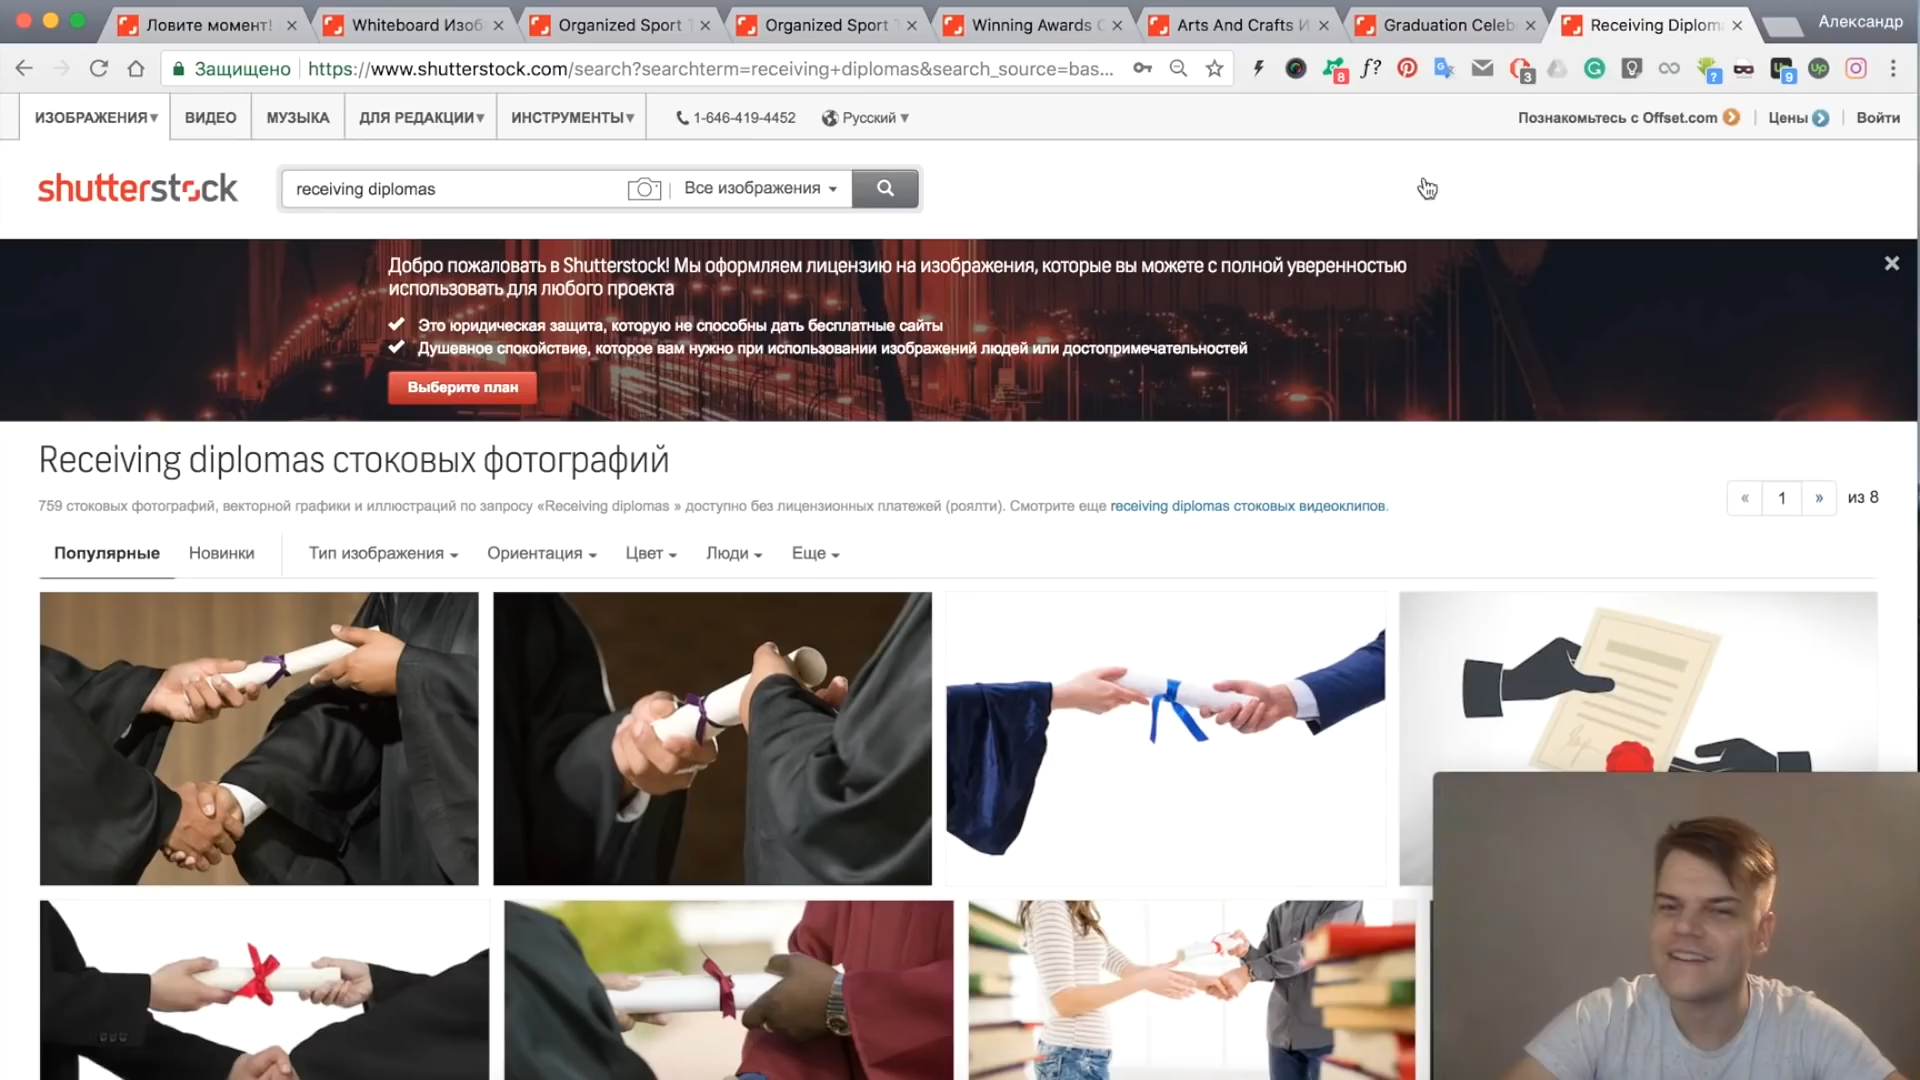 Ловите момент!
Whiteboard Изоб
Organized Sport T
Organized Sport T
Winning Awards C
Arts And Crafts И
Graduation Celeb
Receiving Diplom
Александр
Защищено
https://www.shutterstock.com/search?searchterm=receiving+diplomas&search_source=bas...
8
f?
3
?
9
up
ИЗОБРАЖЕНИЯ
ВИДЕО
МУЗЫКА
ДЛЯ РЕДАКЦИИ
ИНСТРУМЕНТЫ
1-646-419-4452
Русский
Познакомьтесь с Offset.com
Цены
Войти
shutterstock
receiving diplomas
Все изображения
Добро пожаловать в Shutterstock! Мы оформляем лицензию на изображения, которые вы можете с полной уверенностью
использовать для любого проекта
Это юридическая защита, которую не способны дать бесплатные сайты
Душевное спокойствие, которое вам нужно при использовании изображений людей или достопримечательностей
Выберите план
Receiving diplomas стоковых фотографий
759 стоковых фотографий, векторной графики и иллюстраций по запросу «Receiving diplomas » доступно без лицензионных платежей (роялти). Смотрите еще receiving diplomas стоковых видеоклипов.
« 1 » из 8
Популярные
Новинки
Тип изображения
Ориентация
Цвет
Люди
Еще